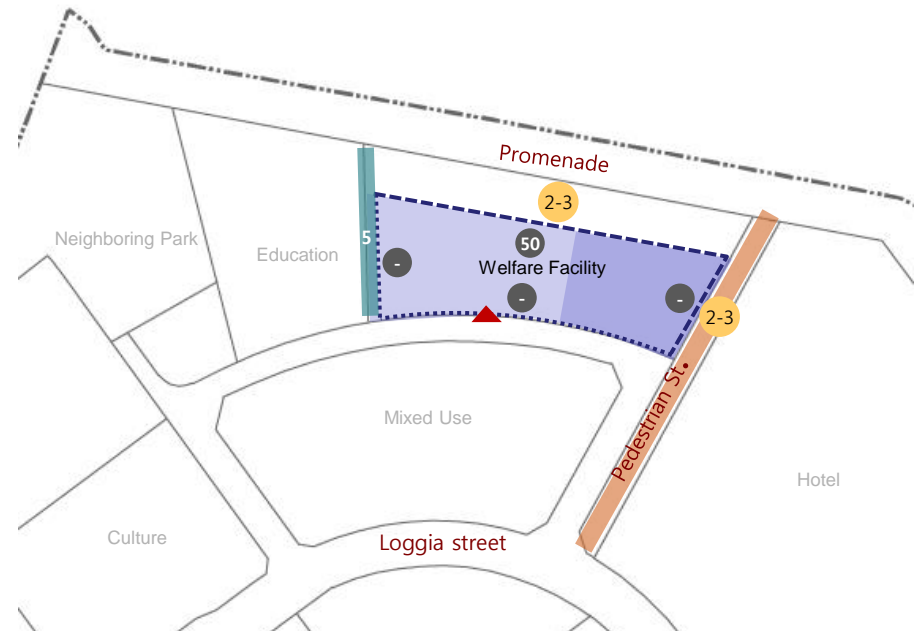 Promenade
2-3
Neighboring Park
5
Education
50
Welfare Facility
-
-
-
2-3
Pedestrian St.
Mixed Use
Hotel
Culture
Loggia street